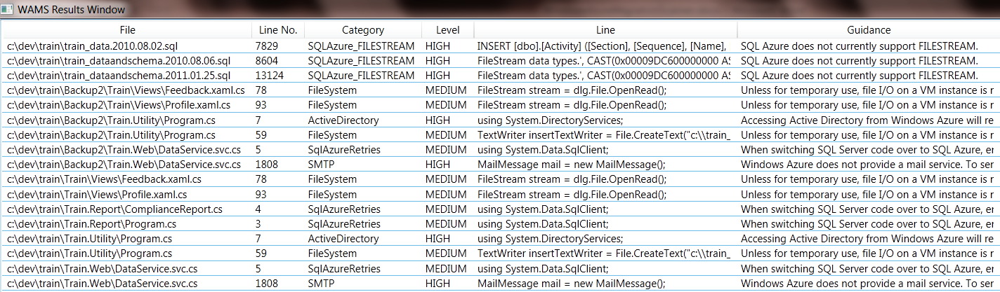 WAMS Results Window
File Line No. Category Level Line Guidance
c:\dev\train\train_data.2010.08.02.sql 7829 SQLAzure_FILESTREAM HIGH INSERT [dbo].[Activity] ([Section], [Sequence], [Name], SQL Azure does not currently support FILESTREAM.
c:\dev\train\train_dataandschema.2010.08.06.sql 8604 SQLAzure_FILESTREAM HIGH FileStream data types.', CAST(0x00009DC600000000 AS SQL Azure does not currently support FILESTREAM.
c:\dev\train\train_dataandschema.2011.01.25.sql 13124 SQLAzure_FILESTREAM HIGH FileStream data types.', CAST(0x00009DC600000000 AS SQL Azure does not currently support FILESTREAM.
c:\dev\train\Backup2\Train\Views\Feedback.xaml.cs 78 FileSystem MEDIUM FileStream stream = dlg.File.OpenRead(); Unless for temporary use, file I/O on a VM instance is r
c:\dev\train\Backup2\Train\Views\Profile.xaml.cs 93 FileSystem MEDIUM FileStream stream = dlg.File.OpenRead(); Unless for temporary use, file I/O on a VM instance is r
c:\dev\train\Backup2\Train.Utility\Program.cs 7 ActiveDirectory HIGH using System.DirectoryServices; Accessing Active Directory from Windows Azure will re
c:\dev\train\Backup2\Train.Utility\Program.cs 59 FileSystem MEDIUM TextWriter insertTextWriter = File.CreateText("c:\\train_ Unless for temporary use, file I/O on a VM instance is r
c:\dev\train\Backup2\Train.Web\DataService.svc.cs 5 SqlAzureRetries MEDIUM using System.Data.SqlClient; When switching SQL Server code over to SQL Azure, er
c:\dev\train\Backup2\Train.Web\DataService.svc.cs 1808 SMTP HIGH MailMessage mail = new MailMessage(); Windows Azure does not provide a mail service. To ser
c:\dev\train\Train\Views\Feedback.xaml.cs 78 FileSystem MEDIUM FileStream stream = dlg.File.OpenRead(); Unless for temporary use, file I/O on a VM instance is r
c:\dev\train\Train\Views\Profile.xaml.cs 93 FileSystem MEDIUM FileStream stream = dlg.File.OpenRead(); Unless for temporary use, file I/O on a VM instance is r
c:\dev\train\Train.Report\ComplianceReport.cs 4 SqlAzureRetries MEDIUM using System.Data.SqlClient; When switching SQL Server code over to SQL Azure, er
c:\dev\train\Train.Report\Program.cs 3 SqlAzureRetries MEDIUM using System.Data.SqlClient; When switching SQL Server code over to SQL Azure, er
c:\dev\train\Train.Utility\Program.cs 7 ActiveDirectory HIGH using System.DirectoryServices; Accessing Active Directory from Windows Azure will re
c:\dev\train\Train.Utility\Program.cs 59 FileSystem MEDIUM TextWriter insertTextWriter = File.CreateText("c:\\train_ Unless for temporary use, file I/O on a VM instance is r
c:\dev\train\Train.Web\DataService.svc.cs 5 SqlAzureRetries MEDIUM using System.Data.SqlClient; When switching SQL Server code over to SQL Azure, er
c:\dev\train\Train.Web\DataService.svc.cs 1808 SMTP HIGH MailMessage mail = new MailMessage(); Windows Azure does not provide a mail service. To ser